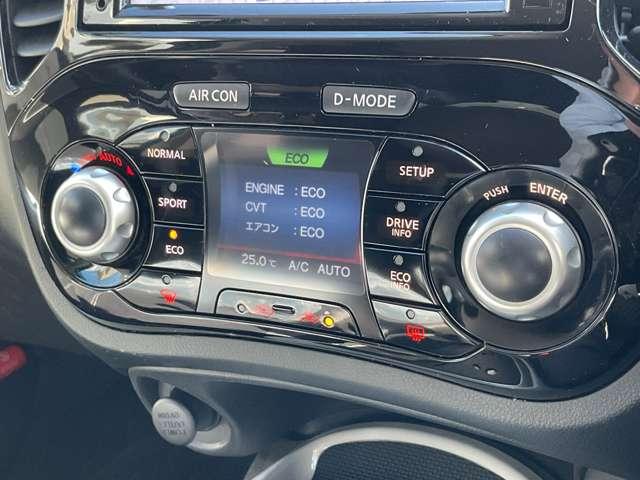 AIR CON
D-MODE
AUTO
NORMAL
SPORT
ECO
ECO
ENGINE : ECO
CVT : ECO
エアコン : ECO
25.0℃ A/C AUTO
SETUP
DRIVE
INFO
ECO
INFO
PUSH ENTER